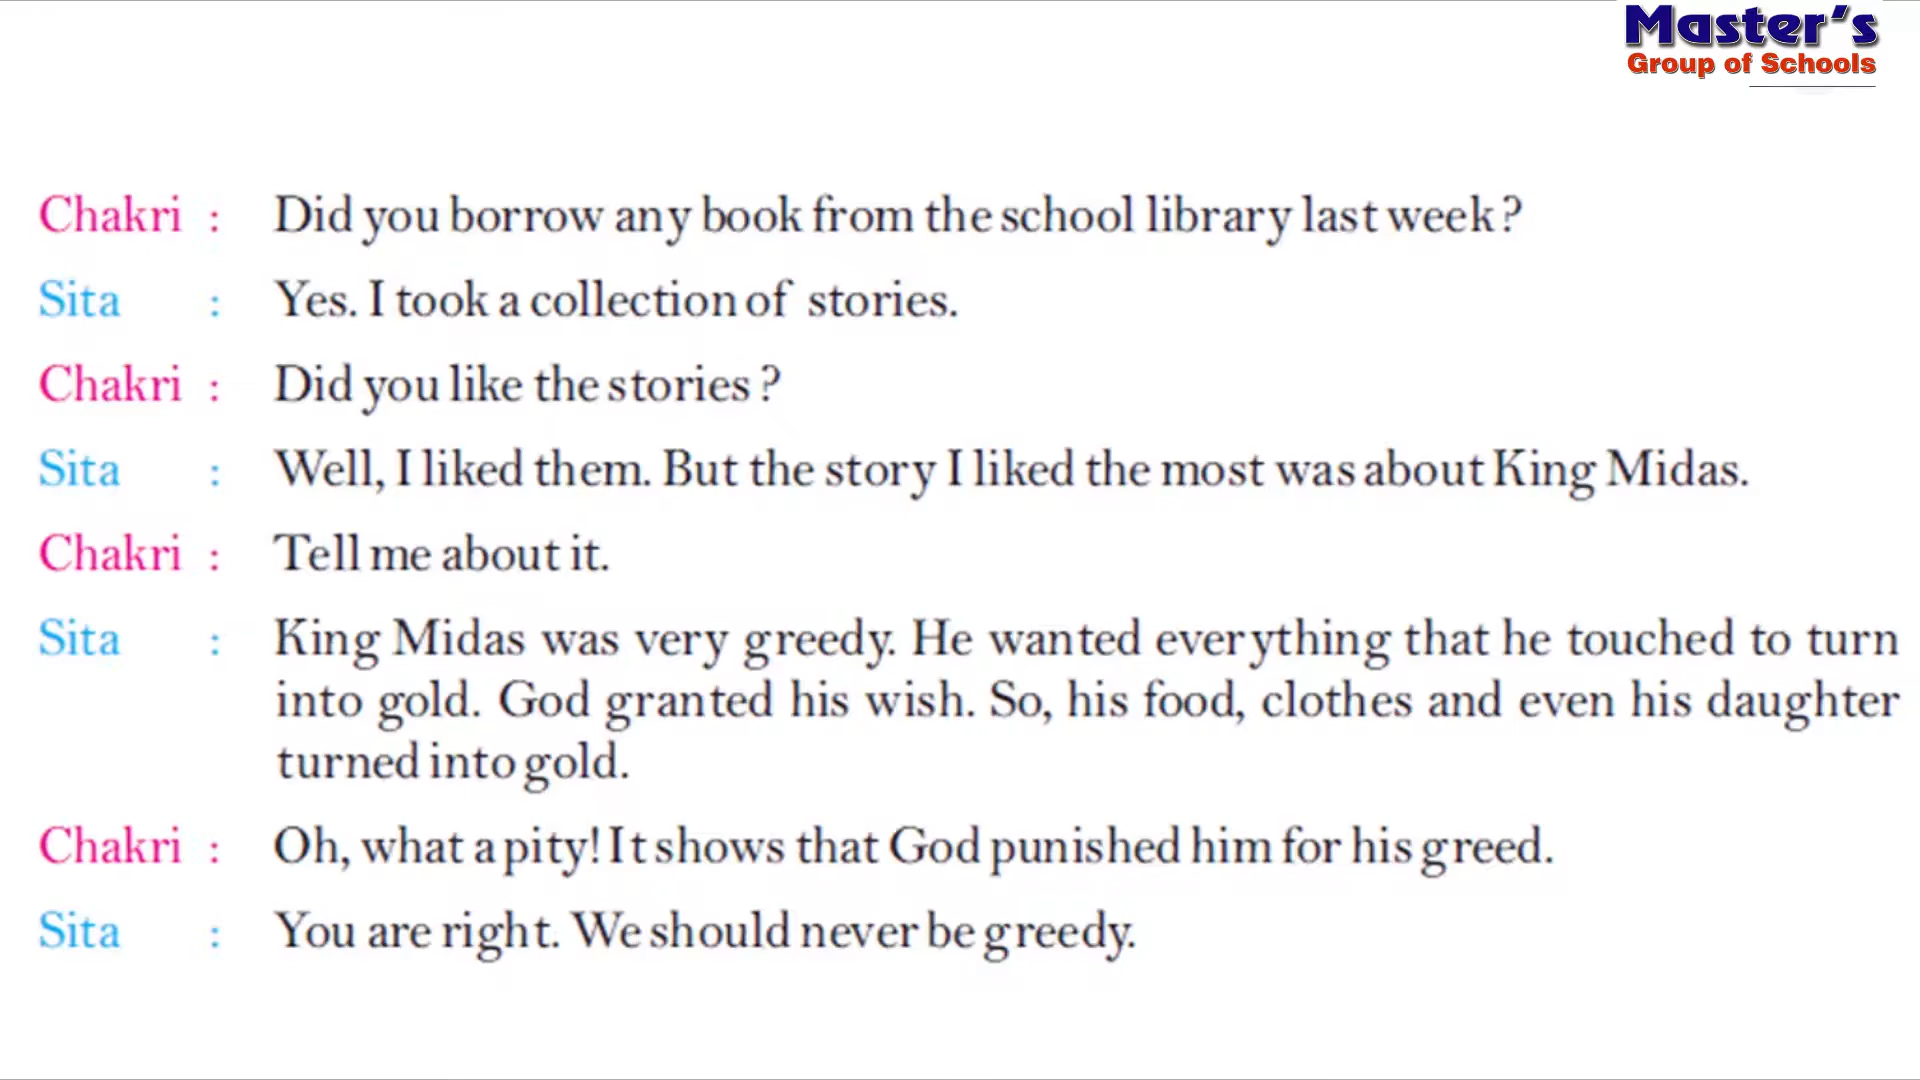 Master's
Group of Schools
Chakri : Did you borrow any book from the school library last week?
Sita : Yes. I took a collection of stories.
Chakri : Did you like the stories?
Sita : Well, I liked them. But the story I liked the most was about King Midas.
Chakri : Tell me about it.
Sita : King Midas was very greedy. He wanted everything that he touched to turn
into gold. God granted his wish. So, his food, clothes and even his daughter
turned into gold.
Chakri : Oh, what a pity! It shows that God punished him for his greed.
Sita : You are right. We should never be greedy.